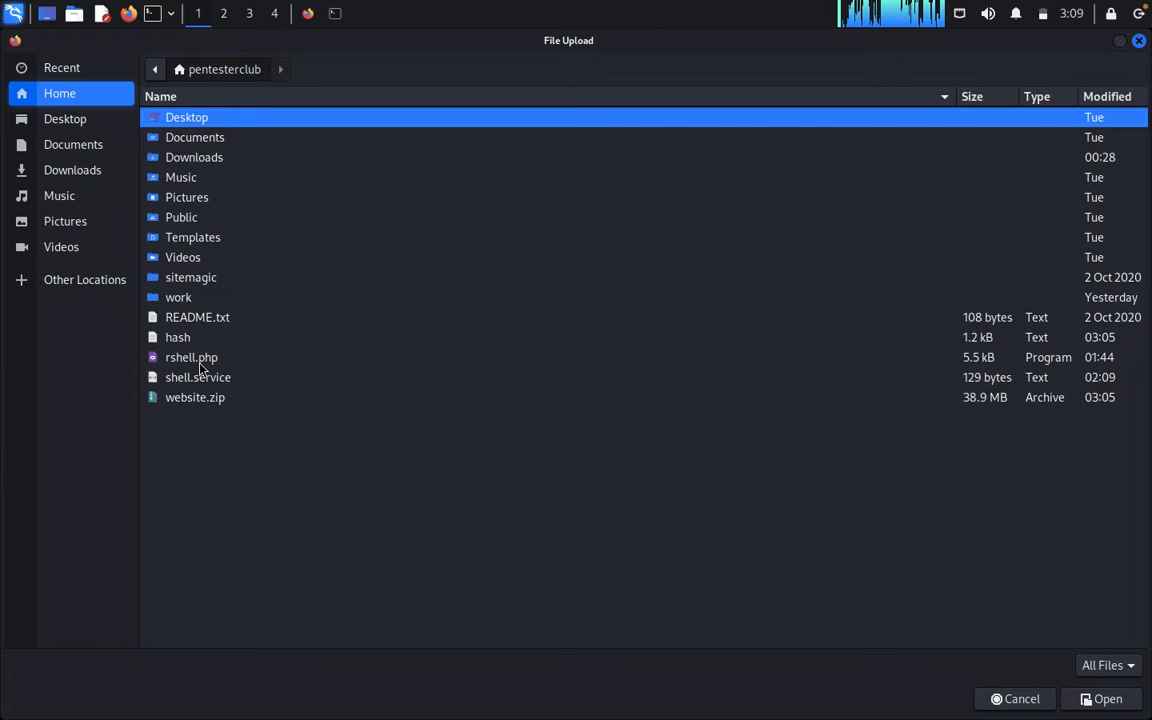 1 2 3 4 3:09
File Upload
Recent
Home
Desktop
Documents
Downloads
Music
Pictures
Videos
Other Locations
pentesterclub
Name Size Type Modified
Desktop Tue
Documents Tue
Downloads 00:28
Music Tue
Pictures Tue
Public Tue
Templates Tue
Videos Tue
sitemagic 2 Oct 2020
work Yesterday
README.txt 108 bytes Text 2 Oct 2020
hash 1.2 kB Text 03:05
rshell.php 5.5 kB Program 01:44
shell.service 129 bytes Text 02:09
website.zip 38.9 MB Archive 03:05
All Files
Cancel Open